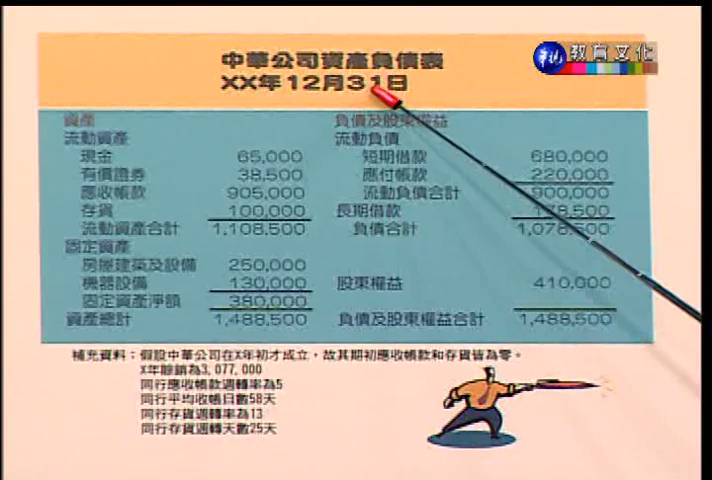 華視 教育文化
中華公司資產負債表
XX年12月31日
資產 負債及股東權益
流動資產 流動負債
現金 65,000 短期借款 680,000
有價證券 38,500 應付帳款 220,000
應收帳款 905,000 流動負債合計 900,000
存貨 100,000 長期借款 178,500
流動資產合計 1,108,500 負債合計 1,078,500
固定資產
房屋建築及設備 250,000
機器設備 130,000 股東權益 410,000
固定資產淨額 380,000
資產總計 1,488,500 負債及股東權益合計 1,488,500
補充資料：假設中華公司在X年初才成立，故其期初應收帳款和存貨皆為零。
X年賒銷為3,077,000
同行應收帳款週轉率為5
同行平均收帳日數58天
同行存貨週轉率為13
同行存貨週轉天數25天